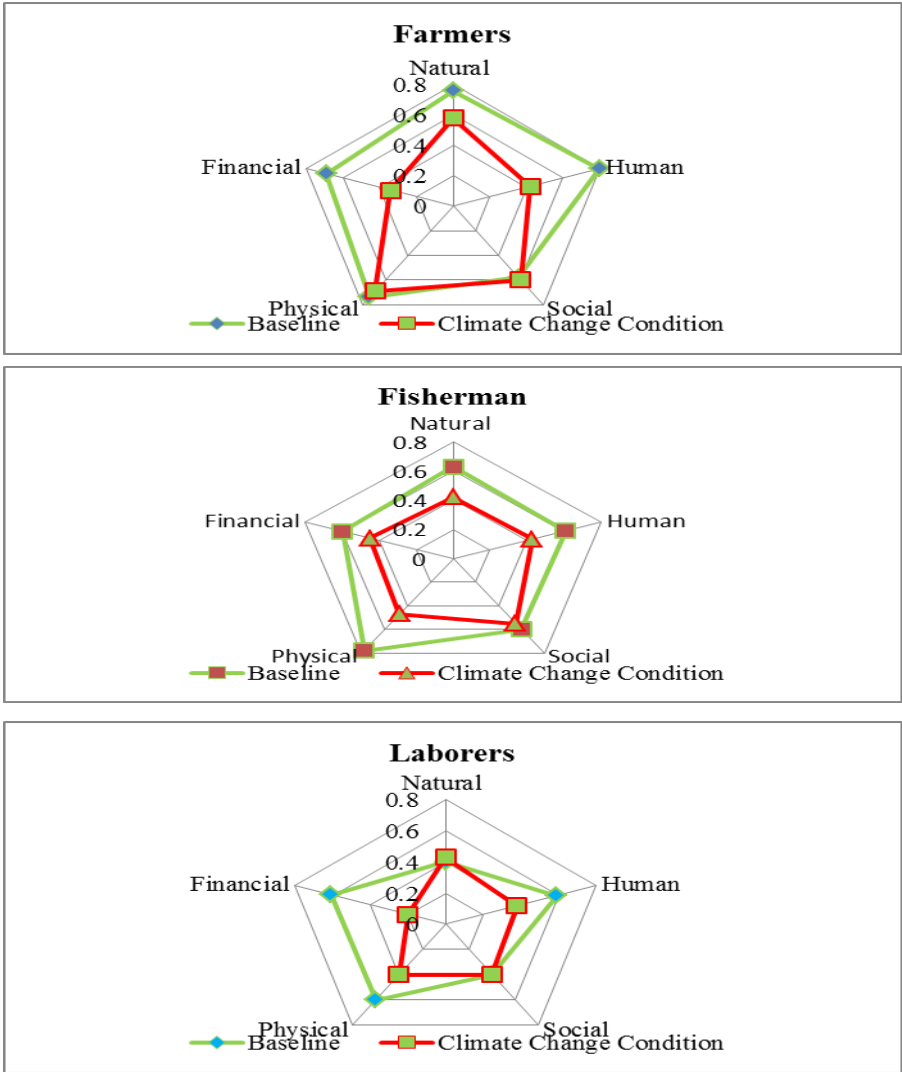 Farmers
Natural
0.8
0.6
Financial Human
0.4
0.2
0
Physical Social
Baseline Climate Change Condition
Fisherman
Natural
0.8
0.6
Financial Human
0.4
0.2
0
Physical Social
Baseline Climate Change Condition
Laborers
Natural
0.8
0.6
Financial Human
0.4
0.2
0
Physical Social
Baseline Climate Change Condition